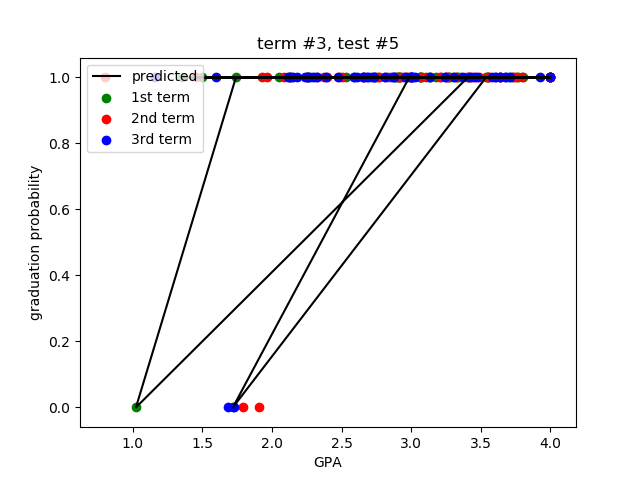 term #3, test #5
graduation probability
1.0
0.8
0.6
0.4
0.2
0.0
predicted
1st term
2nd term
3rd term
1.0 1.5 2.0 2.5 3.0 3.5 4.0
GPA